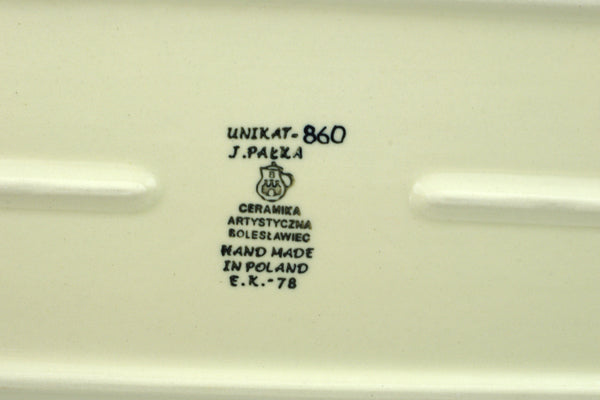 UNIKAT-860
J. PAŁKA
CERAMIKA
ARTYSTYCZNA
BOLESŁAWIEC
HAND MADE
IN POLAND
E.K.-78